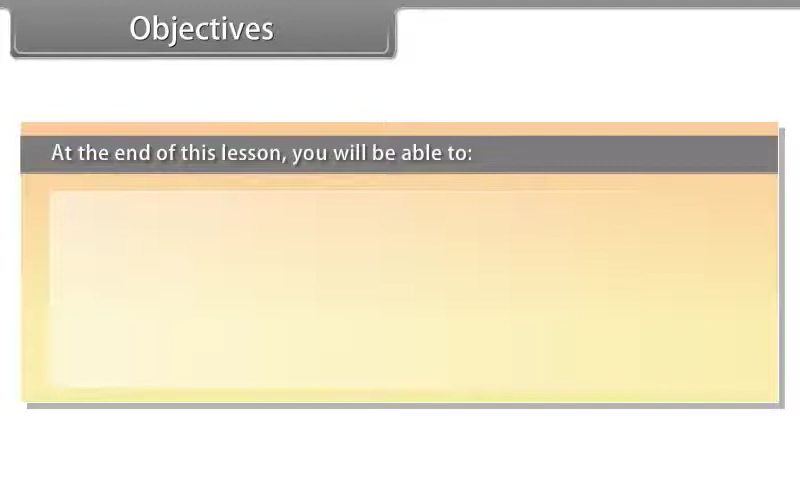 Objectives
At the end of this lesson, you will be able to: